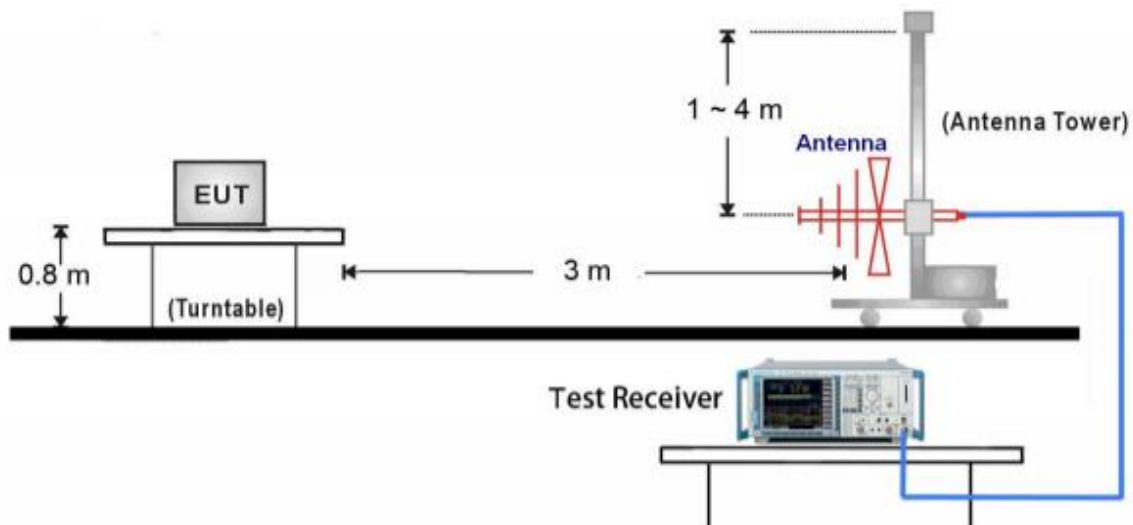 1 ~ 4 m
(Antenna Tower)
Antenna
EUT
0.8 m
3 m
(Turntable)
Test Receiver